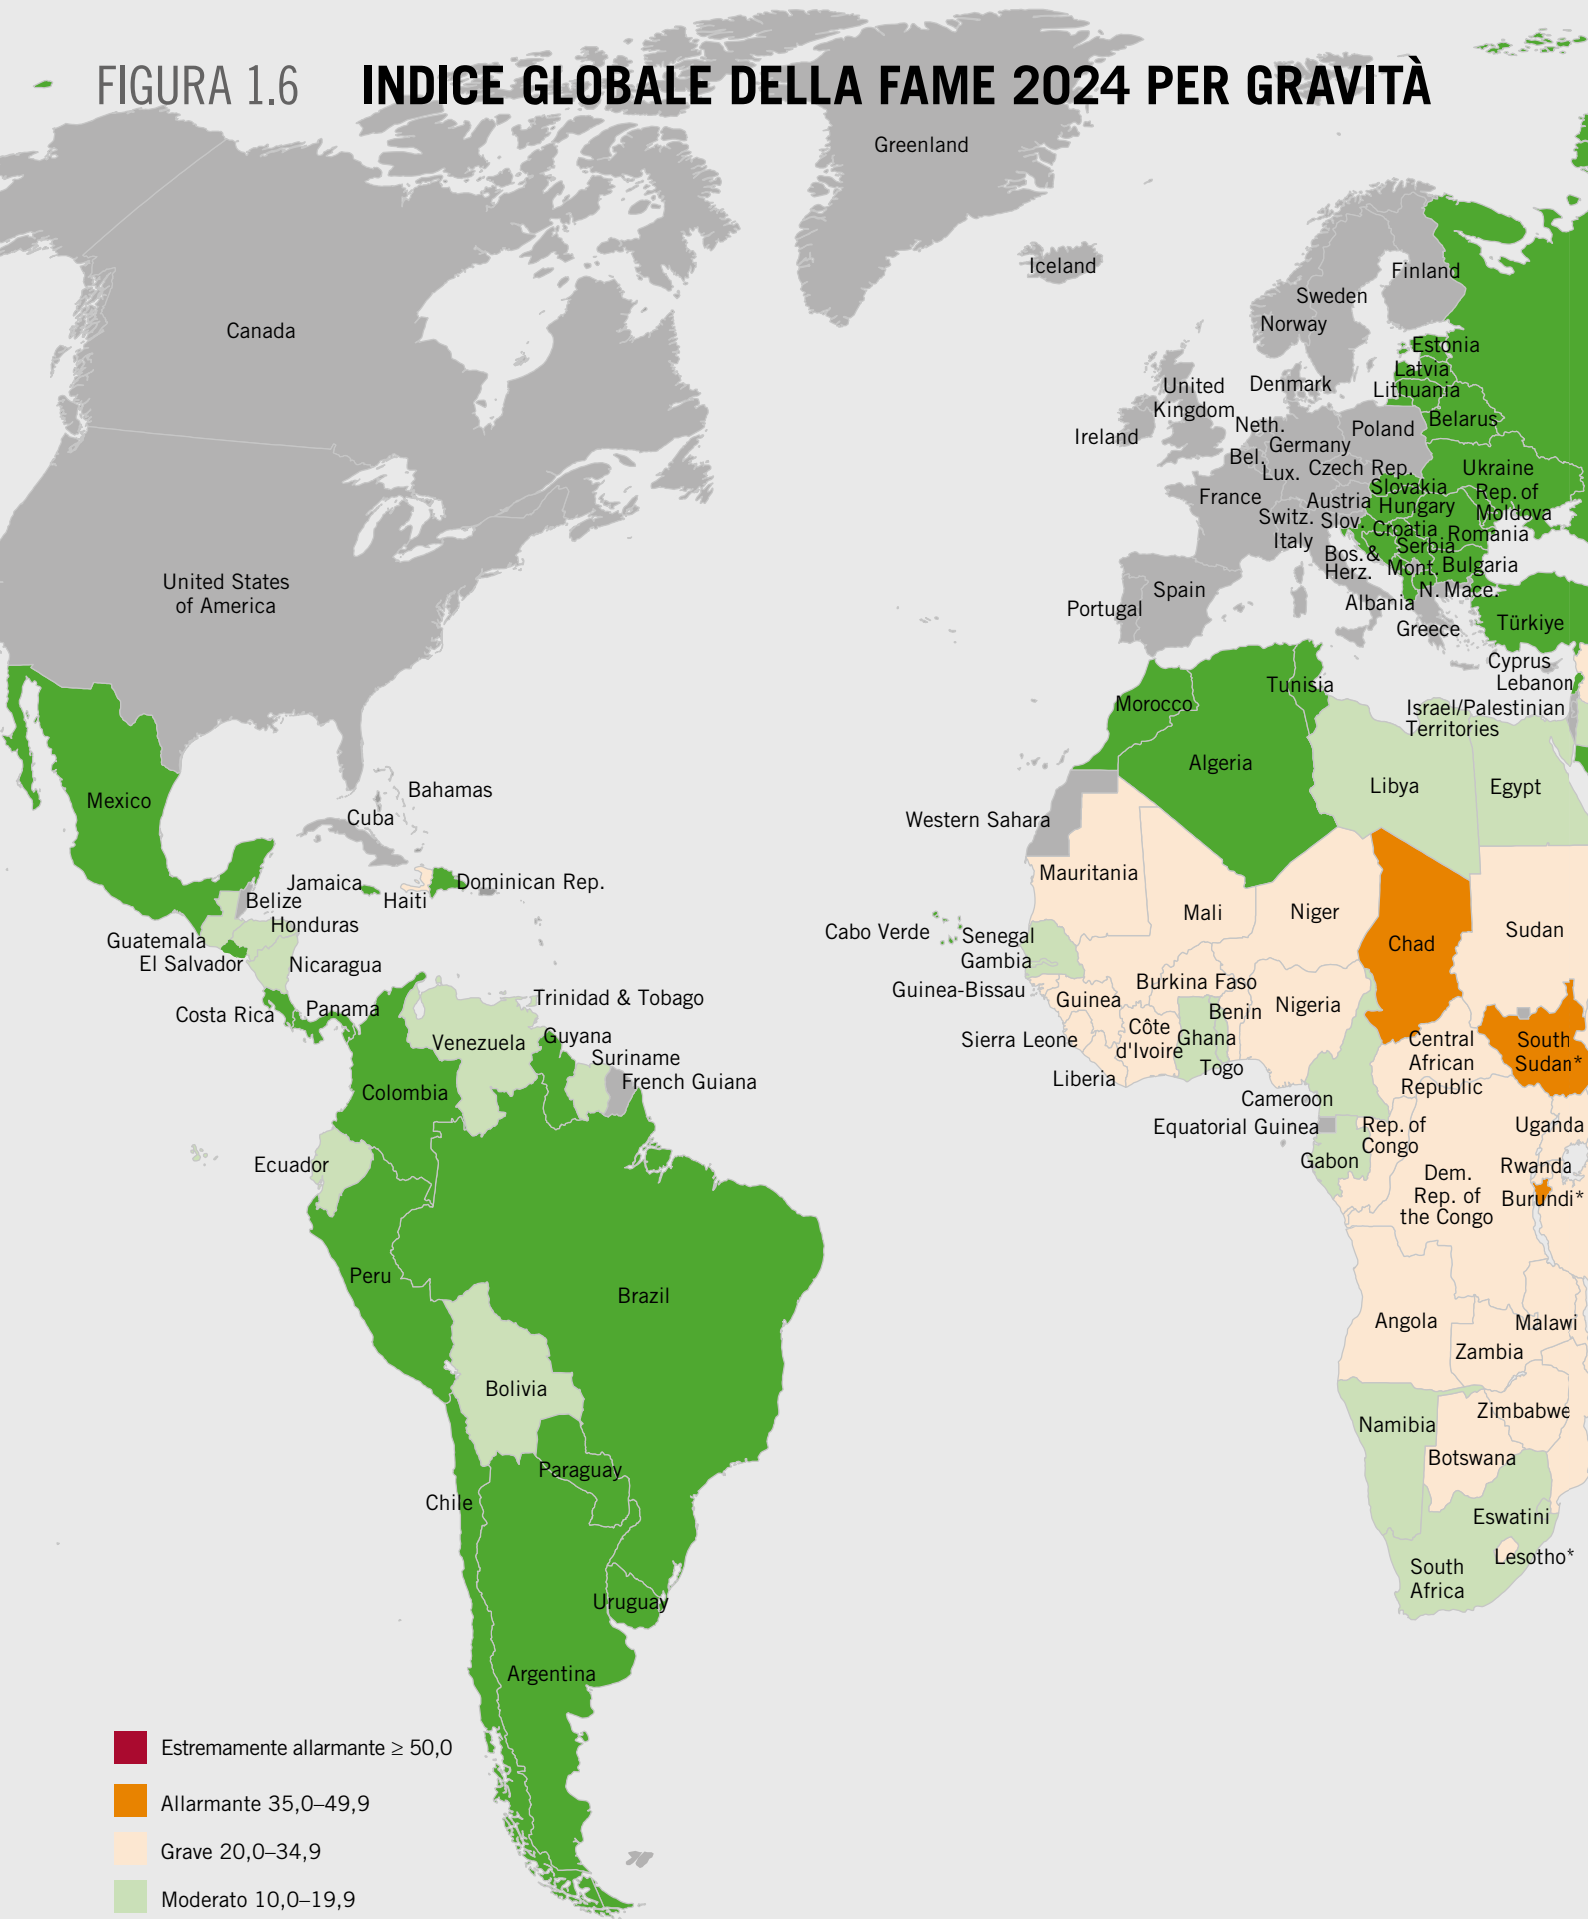 FIGURA 1.6 INDICE GLOBALE DELLA FAME 2024 PER GRAVITÀ
Greenland
Iceland
Finland
Sweden
Norway
Canada
Estonia
Latvia
Lithuania
United
Kingdom
Denmark
Belarus
Ireland
Neth.
Germany
Poland
Bel.
Lux.
Czech Rep.
Ukraine
Slovakia
France
Austria
Hungary
Rep. of
Moldova
Switz.
Slov.
Croatia
Romania
Italy
Serbia
Bos. &
Herz.
Mont.
Bulgaria
N. Mace.
United States
of America
Spain
Portugal
Albania
Greece
Türkiye
Cyprus
Lebanon
Tunisia
Israel/Palestinian
Territories
Morocco
Algeria
Libya
Egypt
Mexico
Bahamas
Cuba
Western Sahara
Mauritania
Jamaica
Haiti
Dominican Rep.
Belize
Honduras
Guatemala
El Salvador
Nicaragua
Mali
Niger
Chad
Sudan
Cabo Verde
Senegal
Gambia
Guinea-Bissau
Guinea
Burkina Faso
Benin
Nigeria
Costa Rica
Panama
Trinidad & Tobago
Venezuela
Guyana
Suriname
French Guiana
Colombia
Sierra Leone
Côte
d'Ivoire
Ghana
Togo
Liberia
Central
African
Republic
South
Sudan*
Cameroon
Equatorial Guinea
Rep. of
Congo
Uganda
Gabon
Ecuador
Dem.
Rep. of
the Congo
Rwanda
Burundi*
Peru
Brazil
Angola
Malawi
Zambia
Bolivia
Namibia
Zimbabwe
Botswana
Paraguay
Chile
Eswatini
Lesotho*
South
Africa
Uruguay
Argentina
Estremamente allarmante ≥ 50,0
Allarmante 35,0–49,9
Grave 20,0–34,9
Moderato 10,0–19,9